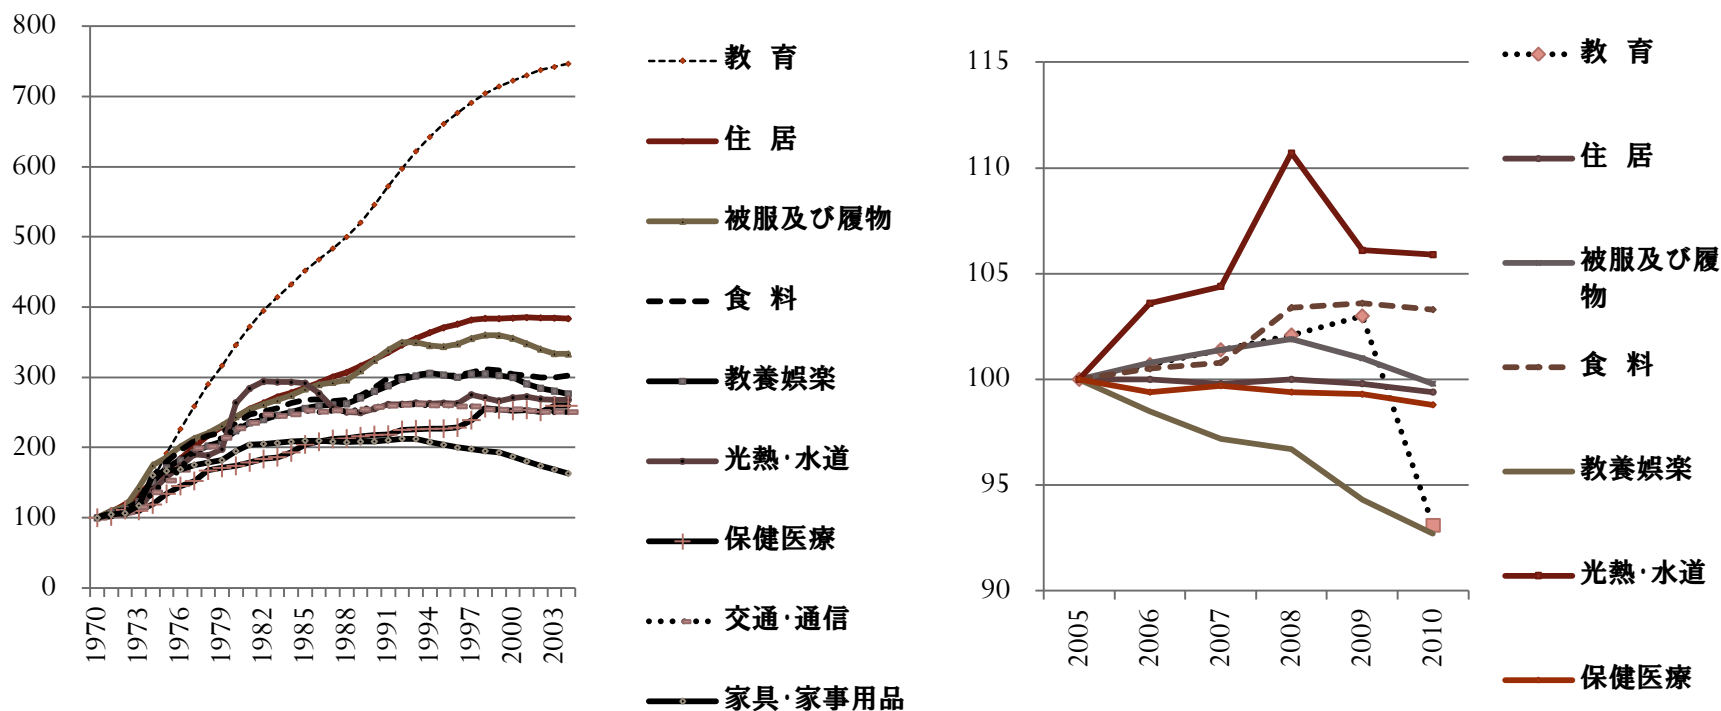 800
700
600
500
400
300
200
100
0
1970
1973
1976
1979
1982
1985
1988
1991
1994
1997
2000
2003
教 育
住 居
被服及び履物
食 料
教養娯楽
光熱・水道
保健医療
交通・通信
家具・家事用品
115
110
105
100
95
90
2005
2006
2007
2008
2009
2010
教 育
住 居
被服及び履
物
食 料
教養娯楽
光熱・水道
保健医療